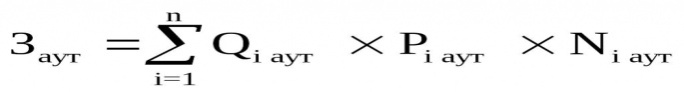 З аут = n ∑ i=1 Q i аут × P i аут × N i аут